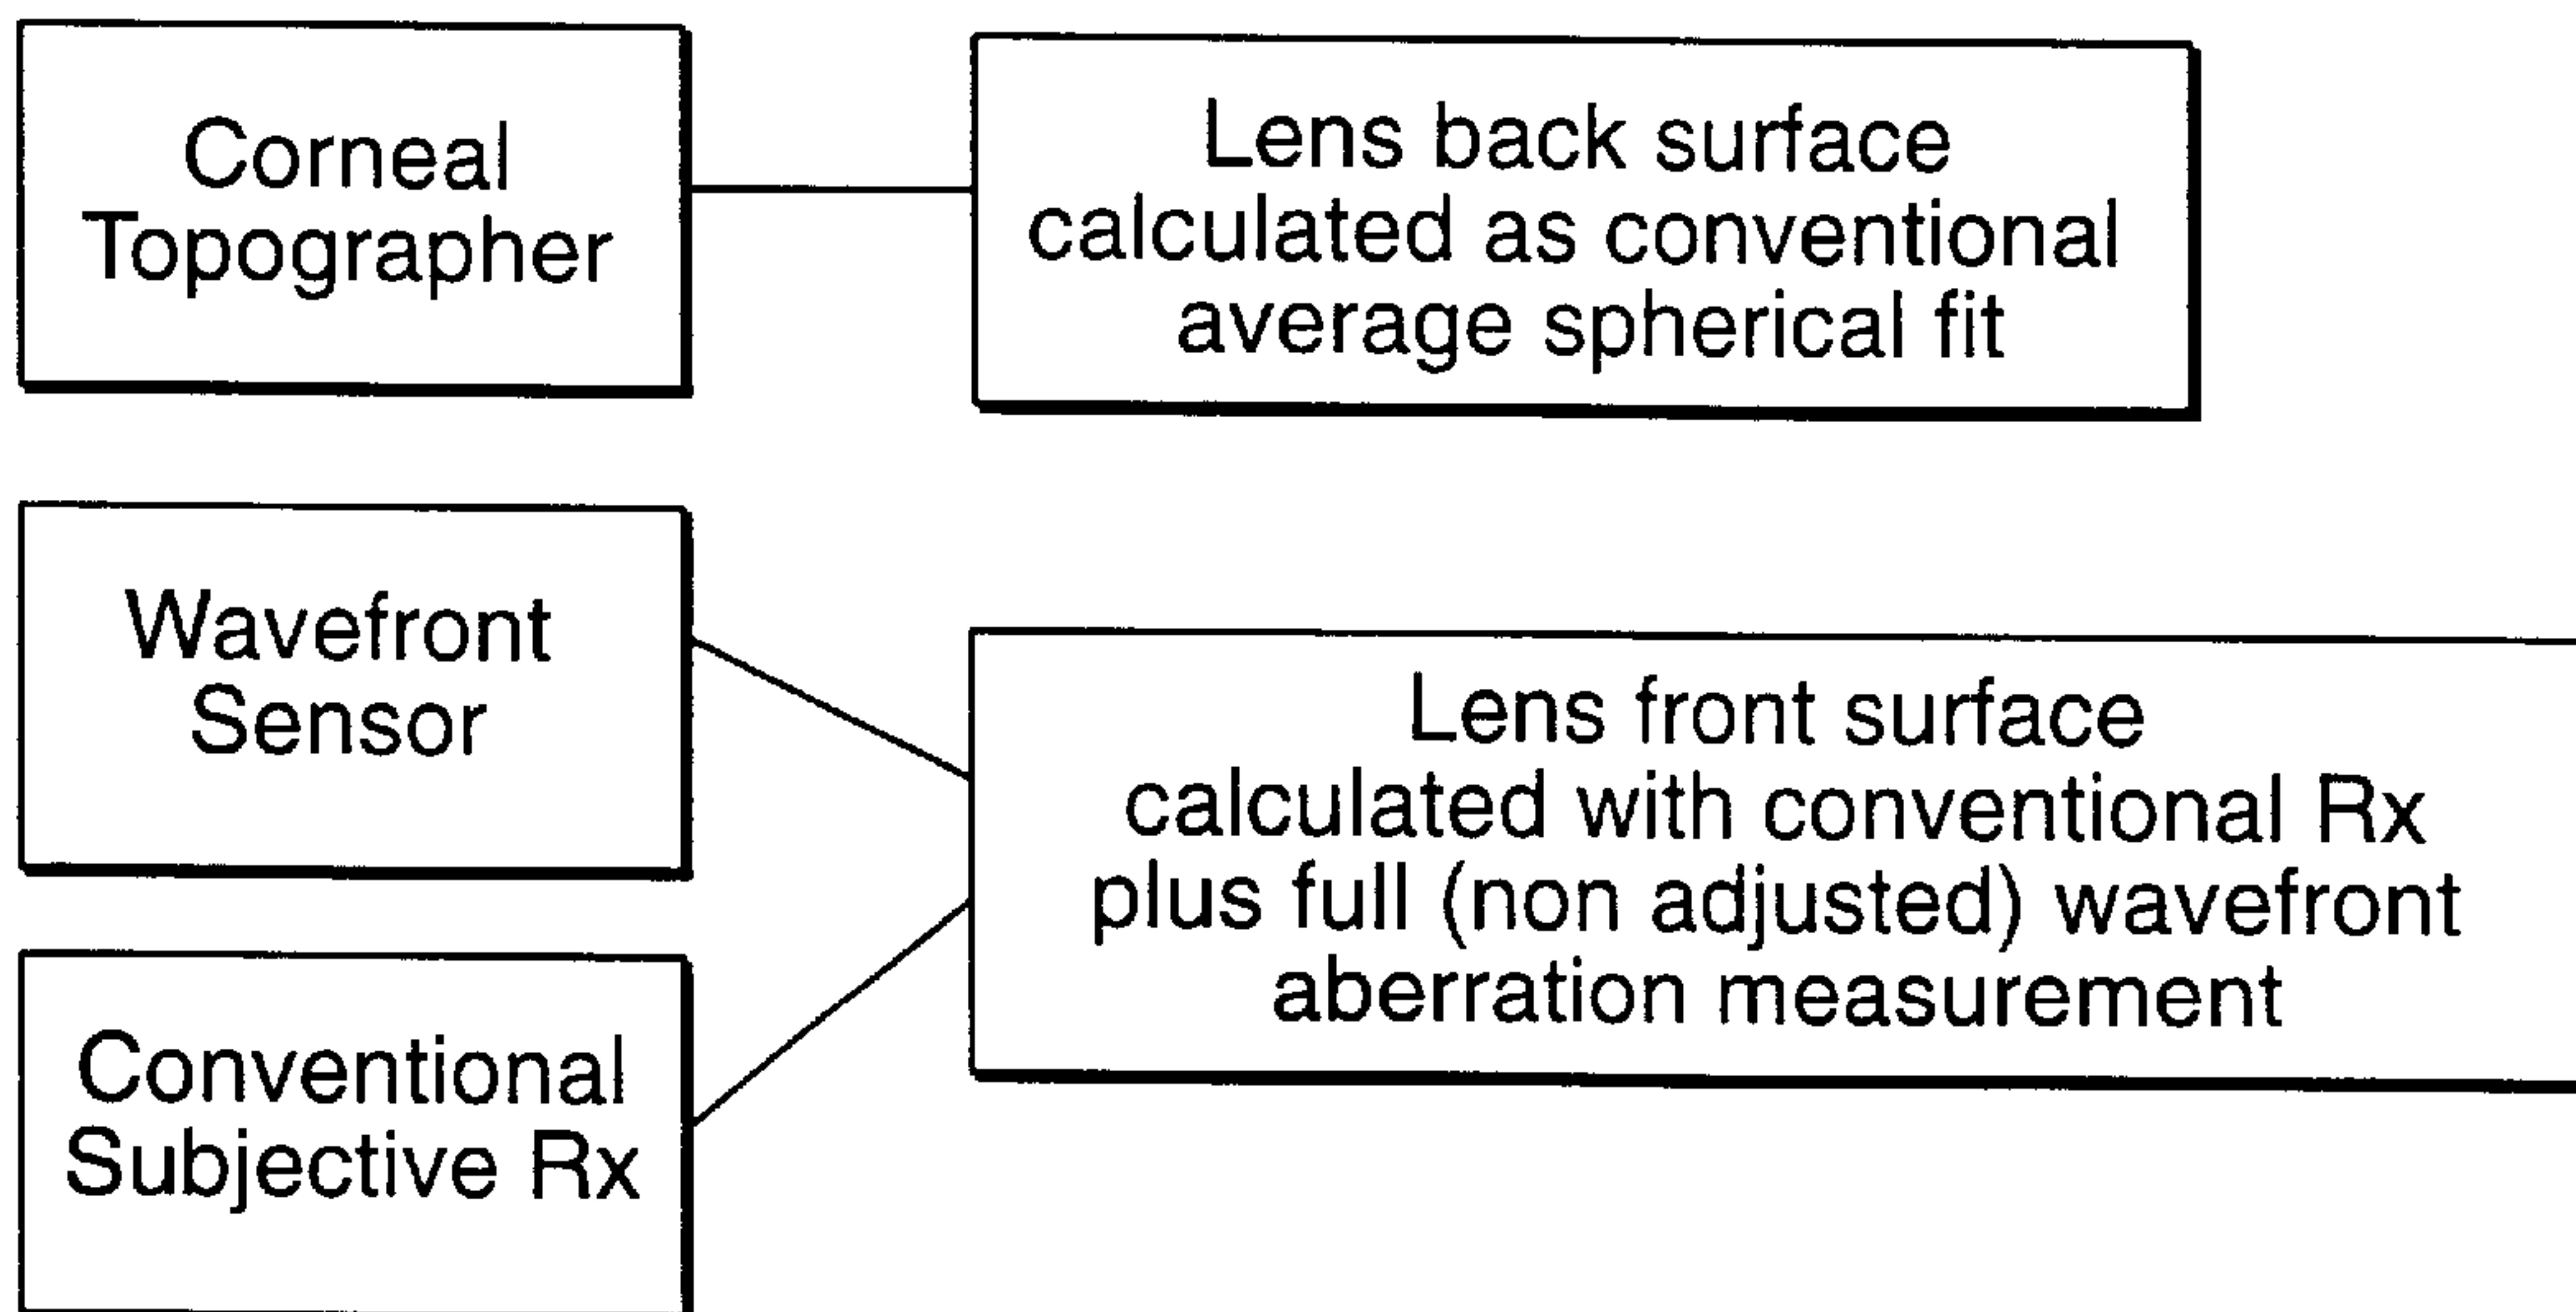 Corneal
Topographer
Lens back surface
calculated as conventional
average spherical fit
Wavefront
Sensor
Lens front surface
calculated with conventional Rx
plus full (non adjusted) wavefront
aberration measurement
Conventional
Subjective Rx